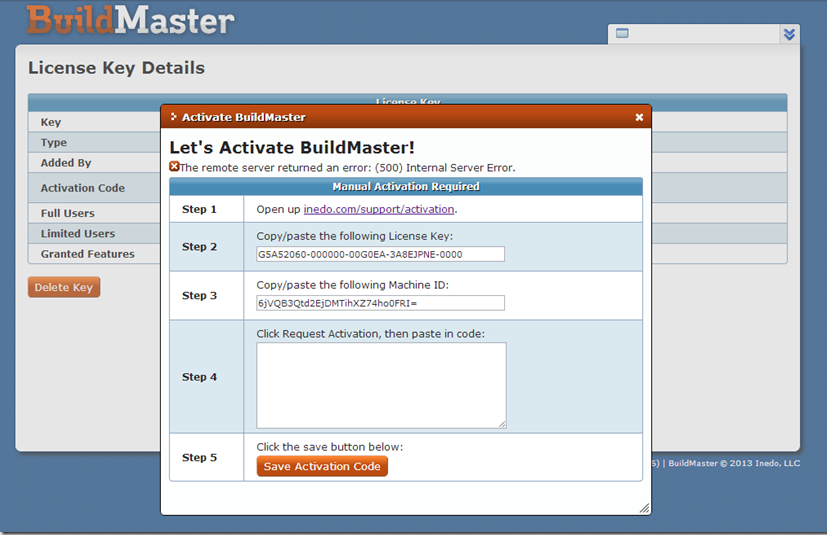 BuildMaster
License Key Details
License Key
Activate BuildMaster
Key
Let's Activate BuildMaster!
Type
The remote server returned an error: (500) Internal Server Error.
Added By
Manual Activation Required
Activation Code
Step 1
Open up inedo.com/support/activation.
Full Users
Limited Users
Granted Features
Step 2
Copy/paste the following License Key:
G5A52060-000000-00G0EA-3A8EJPNE-0000
Delete Key
Step 3
Copy/paste the following Machine ID:
6jVQB3Qtd2EjDMTihXZ74ho0FRI=
Step 4
Click Request Activation, then paste in code:
Step 5
Click the save button below:
Save Activation Code
5) | BuildMaster © 2013 Inedo, LLC